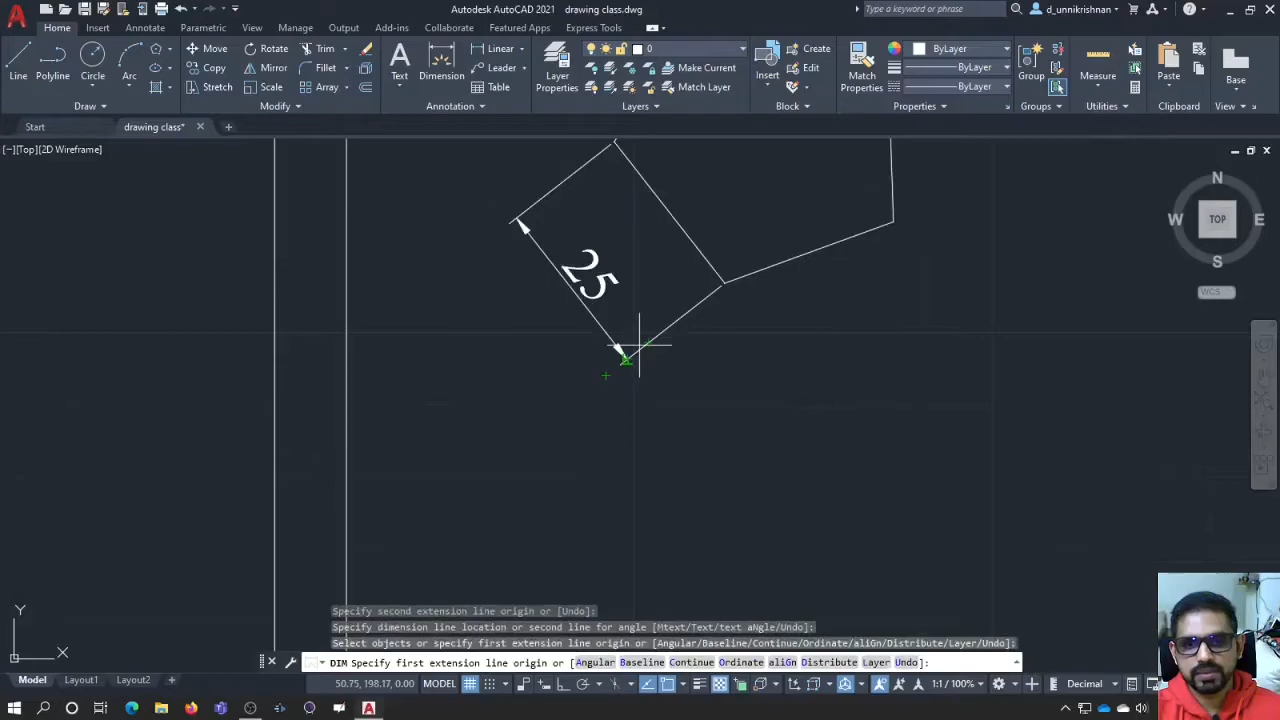 Autodesk AutoCAD 2021 drawing class.dwg
Type a keyword or phrase
d_unnikrishnan
Home Insert Annotate Parametric View Manage Output Add-ins Collaborate Featured Apps Express Tools
Line Polyline Circle Arc
Move Rotate Trim
Copy Mirror Fillet
Stretch Scale Array
Text Dimension
Linear
Leader
Table
Layer Properties
0
Make Current
Match Layer
Insert
Create
Edit
Match Properties
ByLayer
ByLayer
ByLayer
Group
Measure
Paste
Base
Draw Modify Annotation Layers Block Properties Groups Utilities Clipboard View
Start drawing class*
[−][Top][2D Wireframe]
N
W TOP E
S
WCS
25
Y
X
Specify second extension line origin or [Undo]:
Specify dimension line location or second line for angle [Mtext/Text/text aNgle/Undo]:
Select objects or specify first extension line origin or [Angular/Baseline/Continue/Ordinate/aliGn/Distribute/Layer/Undo]:
DIM Specify first extension line origin or [Angular Baseline Continue Ordinate aliGn Distribute Layer Undo]:
Model Layout1 Layout2
50.75, 198.17, 0.00 MODEL 1:1 / 100% Decimal